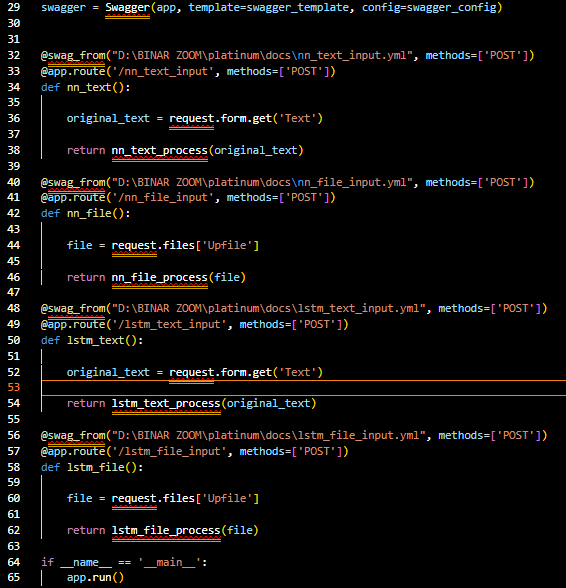 29 swagger = Swagger(app, template=swagger_template, config=swagger_config)
30
31
32 @swag_from("D:\BINAR ZOOM\platinum\docs\nn_text_input.yml", methods=['POST'])
33 @app.route('/nn_text_input', methods=['POST'])
34 def nn_text():
35
36     original_text = request.form.get('Text')
37
38     return nn_text_process(original_text)
39
40 @swag_from("D:\BINAR ZOOM\platinum\docs\nn_file_input.yml", methods=['POST'])
41 @app.route('/nn_file_input', methods=['POST'])
42 def nn_file():
43
44     file = request.files['Upfile']
45
46     return nn_file_process(file)
47
48 @swag_from("D:\BINAR ZOOM\platinum\docs\lstm_text_input.yml", methods=['POST'])
49 @app.route('/lstm_text_input', methods=['POST'])
50 def lstm_text():
51
52     original_text = request.form.get('Text')
53
54     return lstm_text_process(original_text)
55
56 @swag_from("D:\BINAR ZOOM\platinum\docs\lstm_file_input.yml", methods=['POST'])
57 @app.route('/lstm_file_input', methods=['POST'])
58 def lstm_file():
59
60     file = request.files['Upfile']
61
62     return lstm_file_process(file)
63
64 if __name__ == '__main__':
65     app.run()